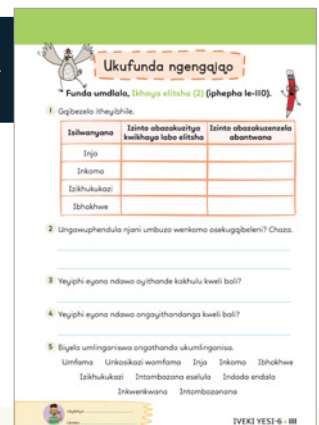 Ukufunda ngengqiqo
Funda umdlalo, Ikhaya elitsha (2) (iphepha le-110).
1 Gqibezela itheyibhile.
Isilwanyana
Izinto abazakuzitya kwikhaya labo elitsha
Izinto abazakuzenzela abantwana
Inja
Inkomo
Izikhukukazi
Ibhokhwe
2 Ungawuphendula njani umbuzo wenkomo osekugqibeleni? Chaza.
3 Yeyiphi eyona ndawo oyithande kakhulu kweli bali?
4 Yeyiphi eyona ndawo ongayithandanga kweli bali?
5 Biyela umlinganiswa ongathanda ukumlinganisa.
Umfama Unkosikazi womfama Inja Inkomo Ibhokhwe
Izikhukukazi Intombazana eselula Indoda endala
Inkwenkwana Intombazanana
IVEKI YESI-6 • 111